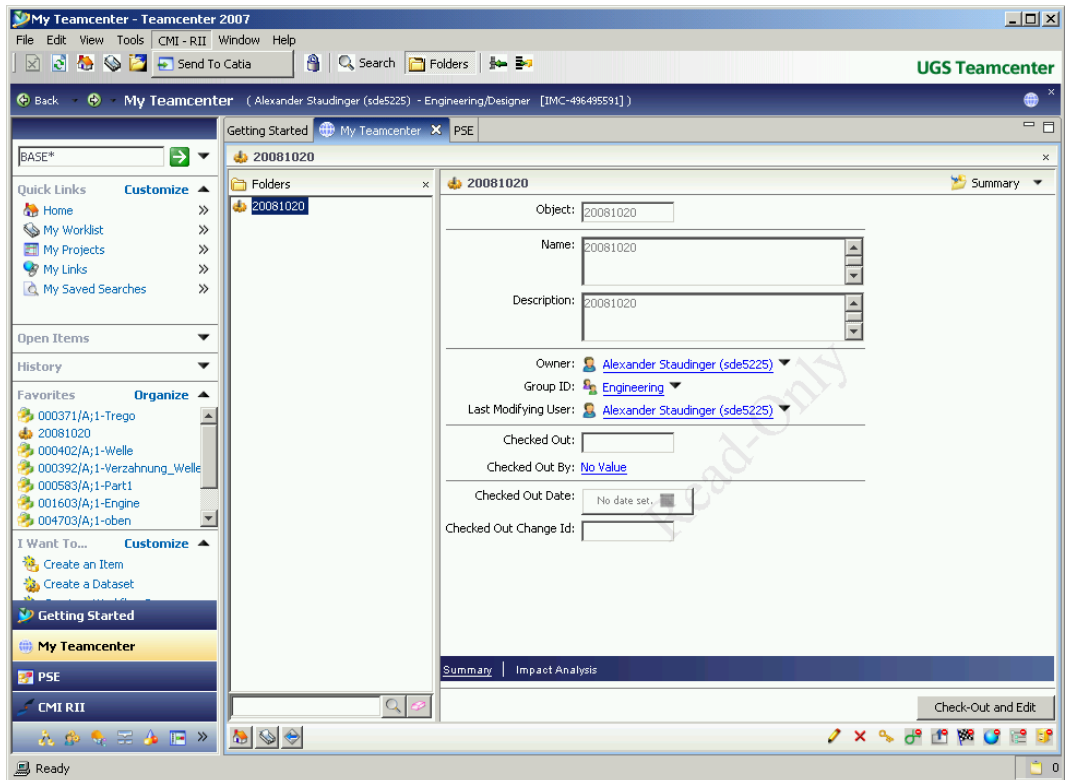 My Teamcenter - Teamcenter 2007
File Edit View Tools CMI - RII Window Help
Send To Catia Search Folders
UGS Teamcenter
Back My Teamcenter ( Alexander Staudinger (sde5225) - Engineering/Designer [IMC-496495591] )
Getting Started My Teamcenter PSE
BASE*
20081020
Quick Links Customize
Home
My Worklist
My Projects
My Links
My Saved Searches
Open Items
History
Favorites Organize
000371/A;1-Trego
20081020
000402/A;1-Welle
000392/A;1-Verzahnung_Welle
000583/A;1-Part1
001603/A;1-Engine
004703/A;1-oben
I Want To... Customize
Create an Item
Create a Dataset
Getting Started
My Teamcenter
PSE
CMI RII
Folders
20081020
20081020 Summary
Object: 20081020
Name: 20081020
Description: 20081020
Owner: Alexander Staudinger (sde5225)
Group ID: Engineering
Last Modifying User: Alexander Staudinger (sde5225)
Checked Out:
Checked Out By: No Value
Checked Out Date: No date set.
Checked Out Change Id:
Read-Only
Summary Impact Analysis
Check-Out and Edit
Ready 0